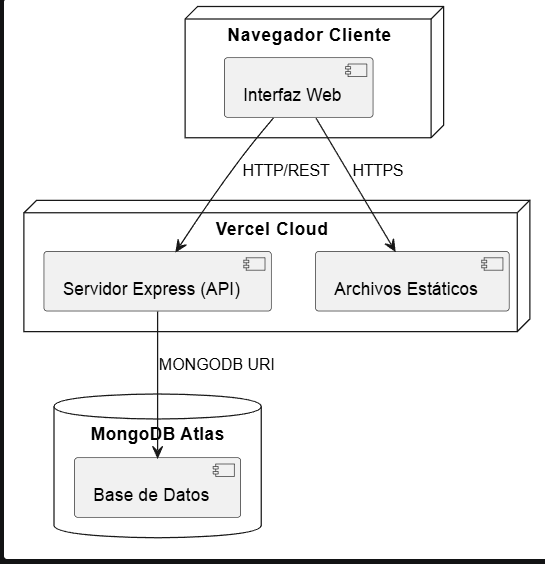 Navegador Cliente
Interfaz Web
HTTP/REST
HTTPS
Vercel Cloud
Servidor Express (API)
Archivos Estáticos
MONGODB URI
MongoDB Atlas
Base de Datos